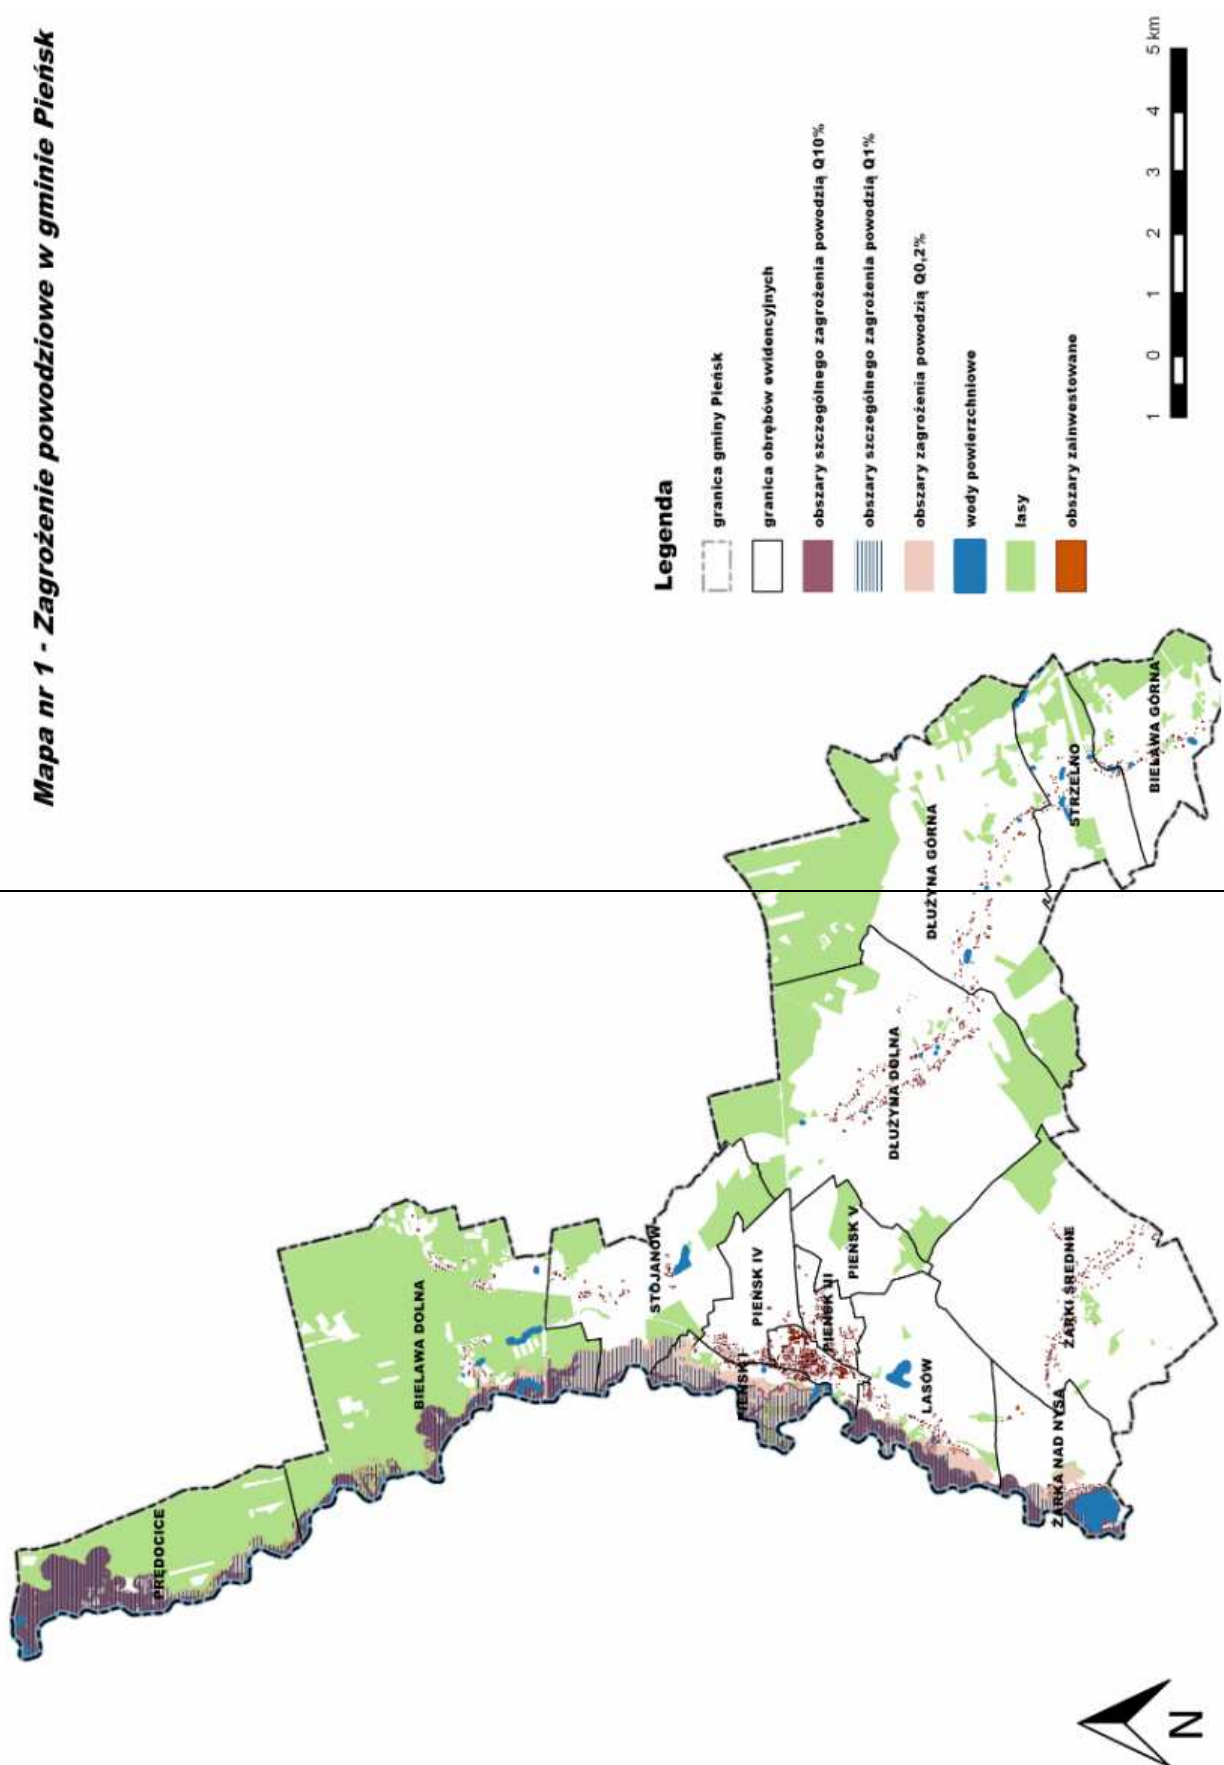 Mapa nr 1 - Zagrożenie powodziowe w gminie Pieńsk
PRĘDOCICE
BIELAWA DOLNA
STOJANÓW
PIEŃSK I
PIEŃSK IV
PIEŃSK III
PIEŃSK V
LASÓW
ŻARKA NAD NYSĄ
ŻARKI ŚREDNIE
DŁUŻYNA DOLNA
DŁUŻYNA GÓRNA
STRZELNO
BIELAWA GÓRNA
Legenda
granica gminy Pieńsk
granica obrębów ewidencyjnych
obszary szczególnego zagrożenia powodzią Q10%
obszary szczególnego zagrożenia powodzią Q1%
obszary zagrożenia powodzią Q0,2%
wody powierzchniowe
lasy
obszary zainwestowane
1 0 1 2 3 4 5 km
N